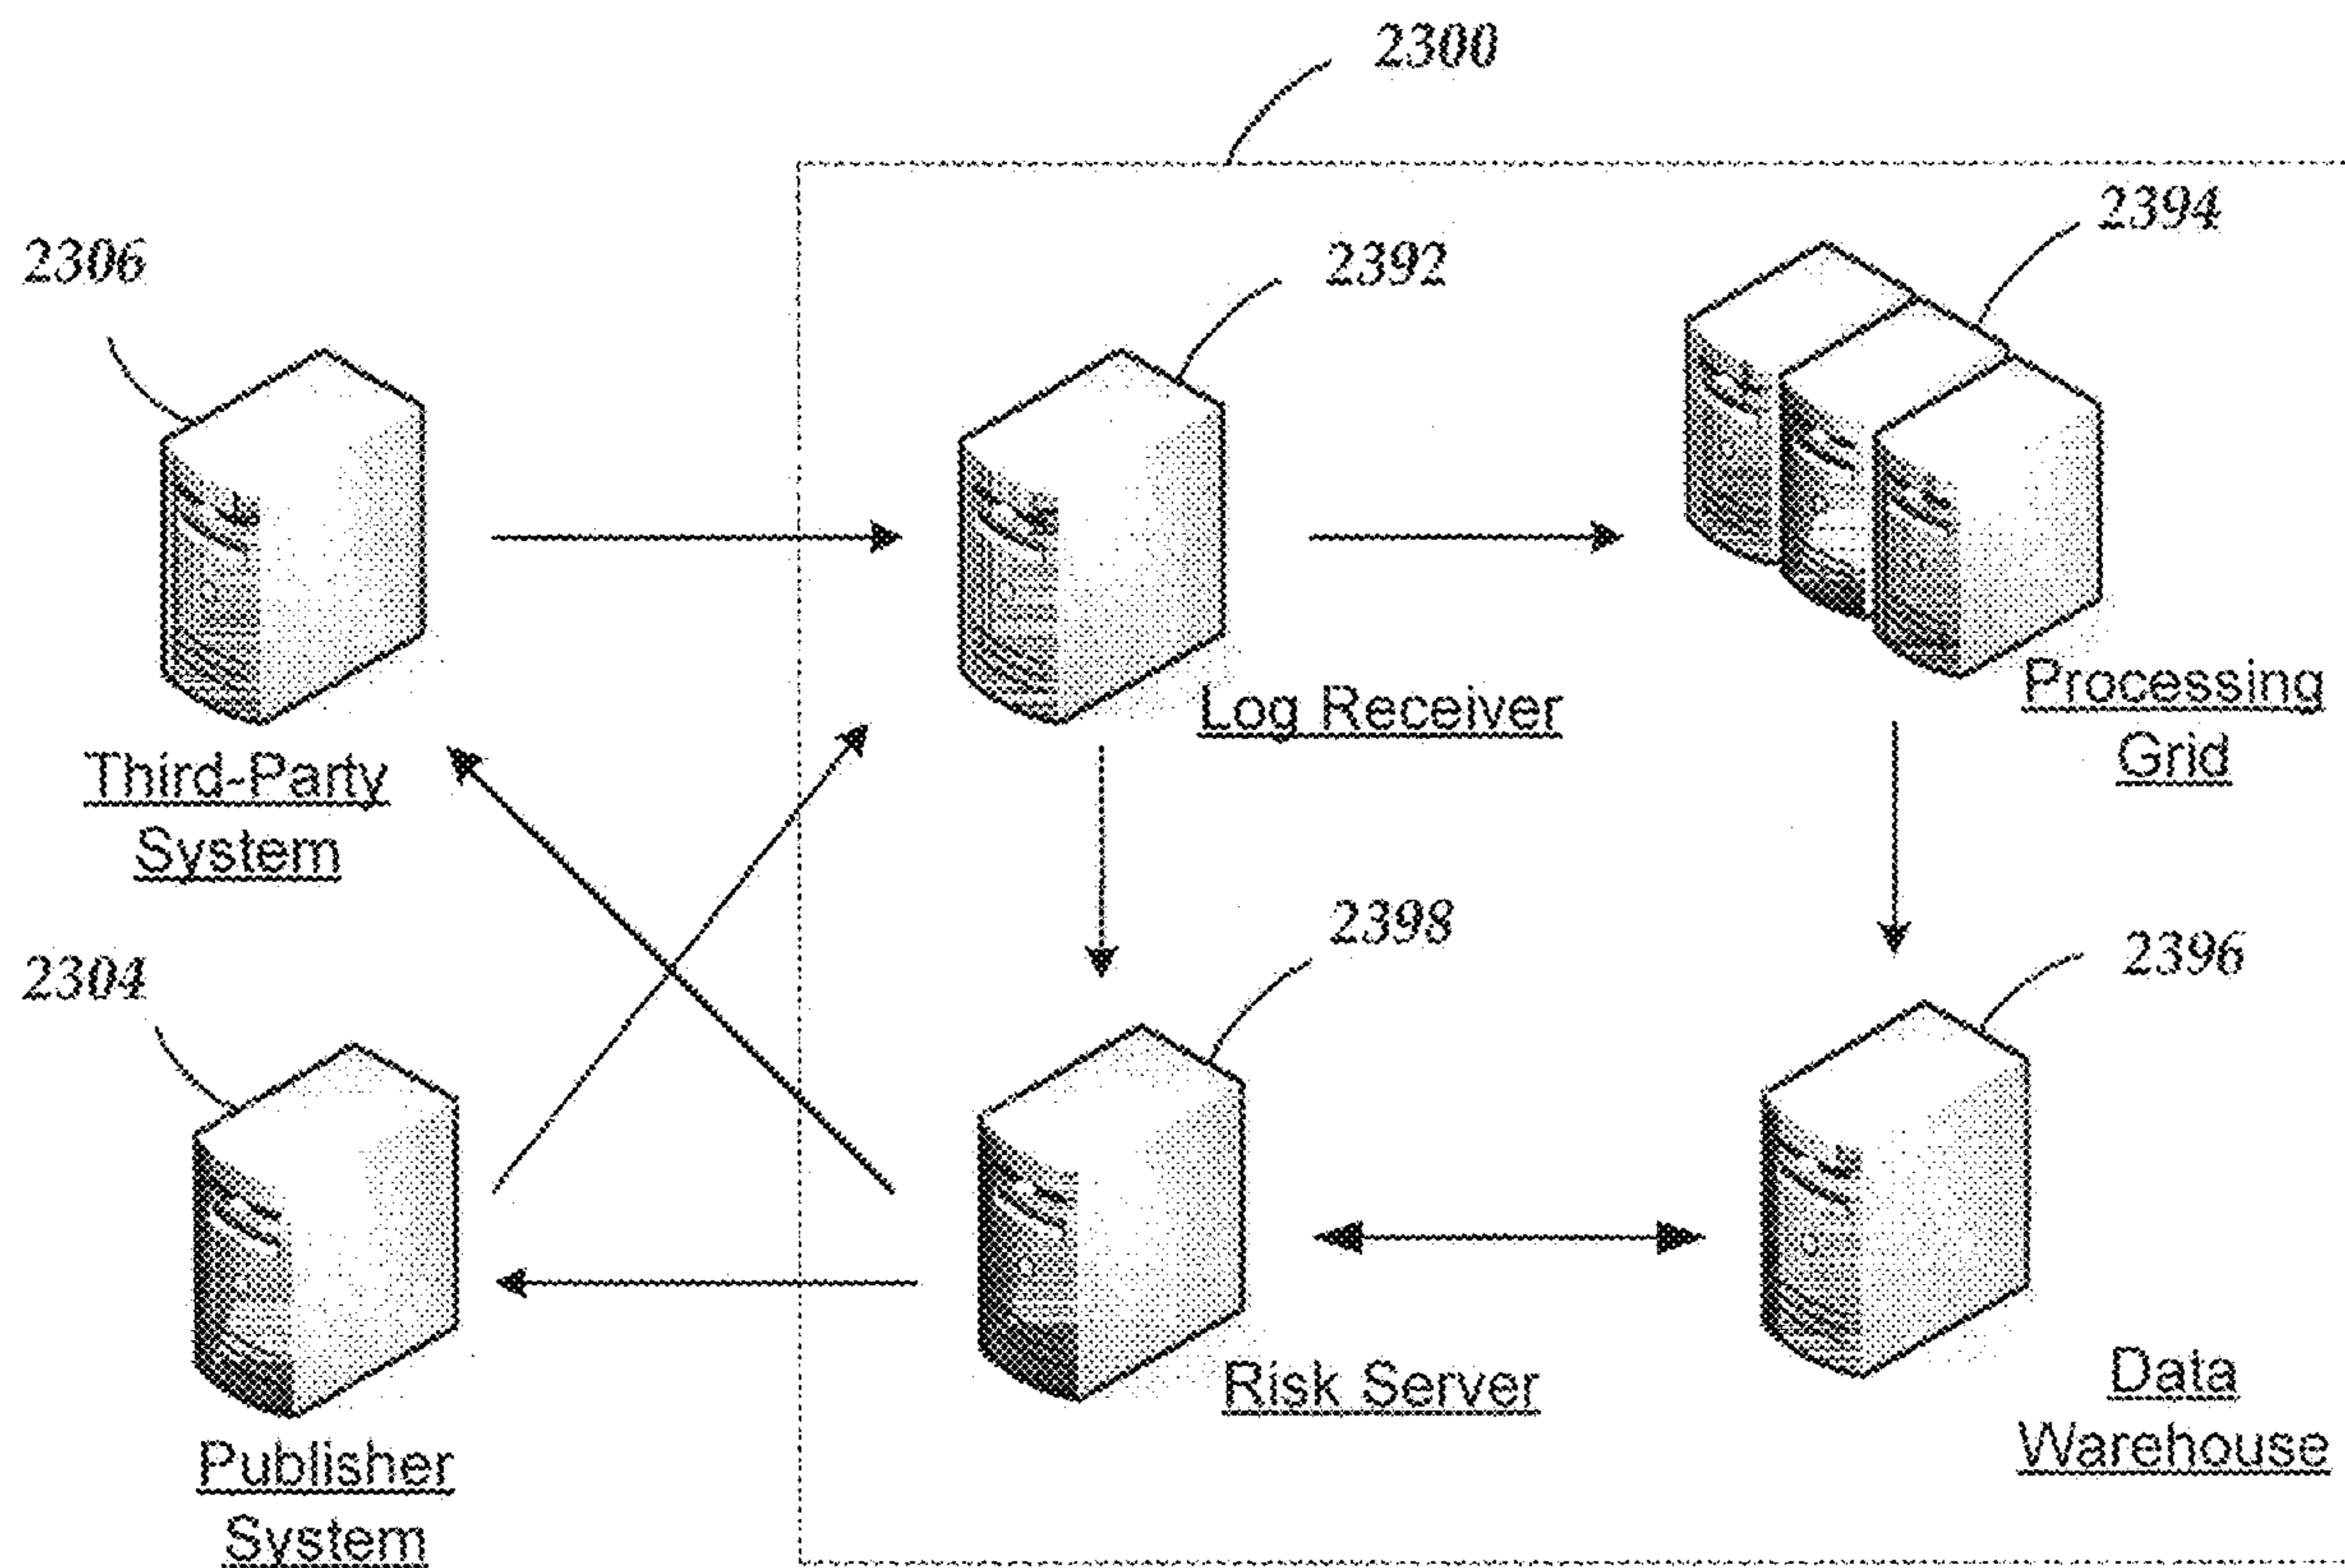 2300
2394
2306
2392
Log Receiver
Processing
Grid
Third-Party
System
2398
2304
2396
Risk Server
Data
Warehouse
Publisher
System